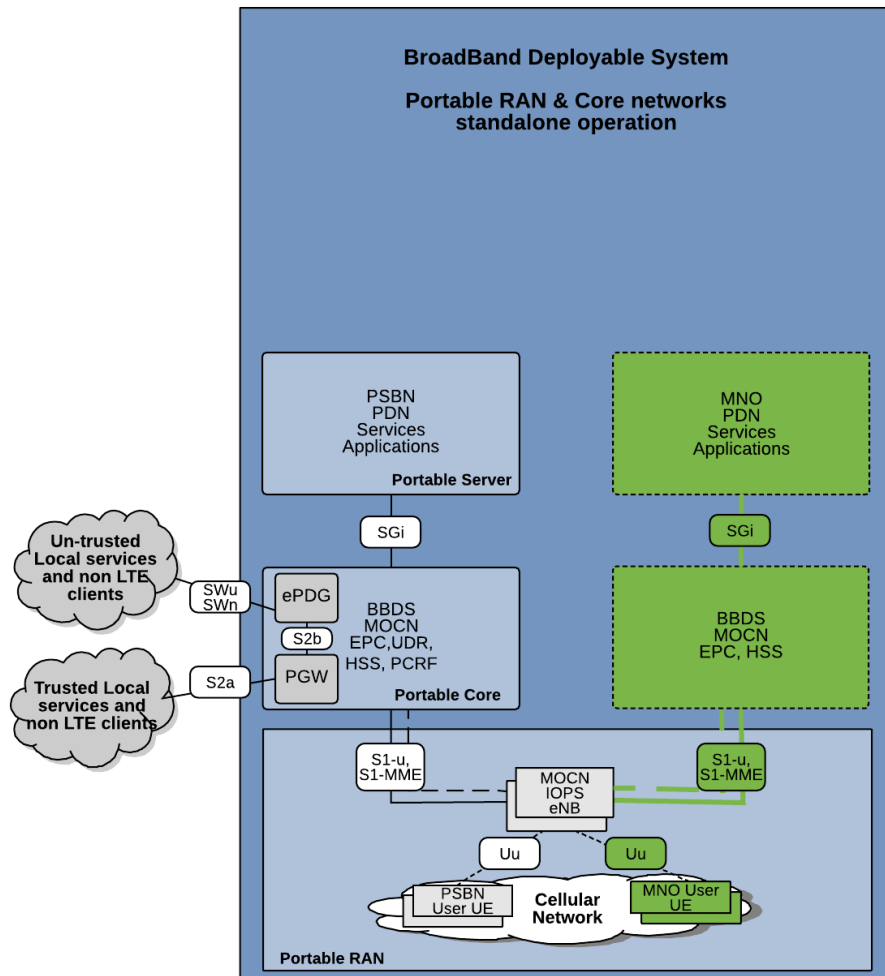 BroadBand Deployable System
Portable RAN & Core networks
standalone operation
PSBN
PDN
Services
Applications
Portable Server
MNO
PDN
Services
Applications
SGi
SGi
Un-trusted
Local services
and non LTE
clients
SWu
SWn
ePDG
S2b
PGW
BBDS
MOCN
EPC,UDR,
HSS, PCRF
Portable Core
BBDS
MOCN
EPC, HSS
Trusted Local
services and
non LTE clients
S2a
S1-u,
S1-MME
MOCN
IOPS
eNB
S1-u,
S1-MME
Uu
Uu
PSBN
User UE
Cellular
Network
MNO User
UE
Portable RAN